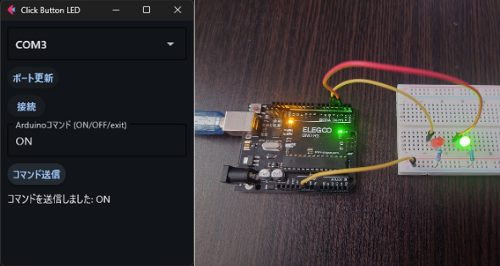 Click Button LED
COM3
ポート更新
接続
Arduinoコマンド (ON/OFF/exit)
ON
コマンド送信
コマンドを送信しました: ON
ELEGOO
UNO R3